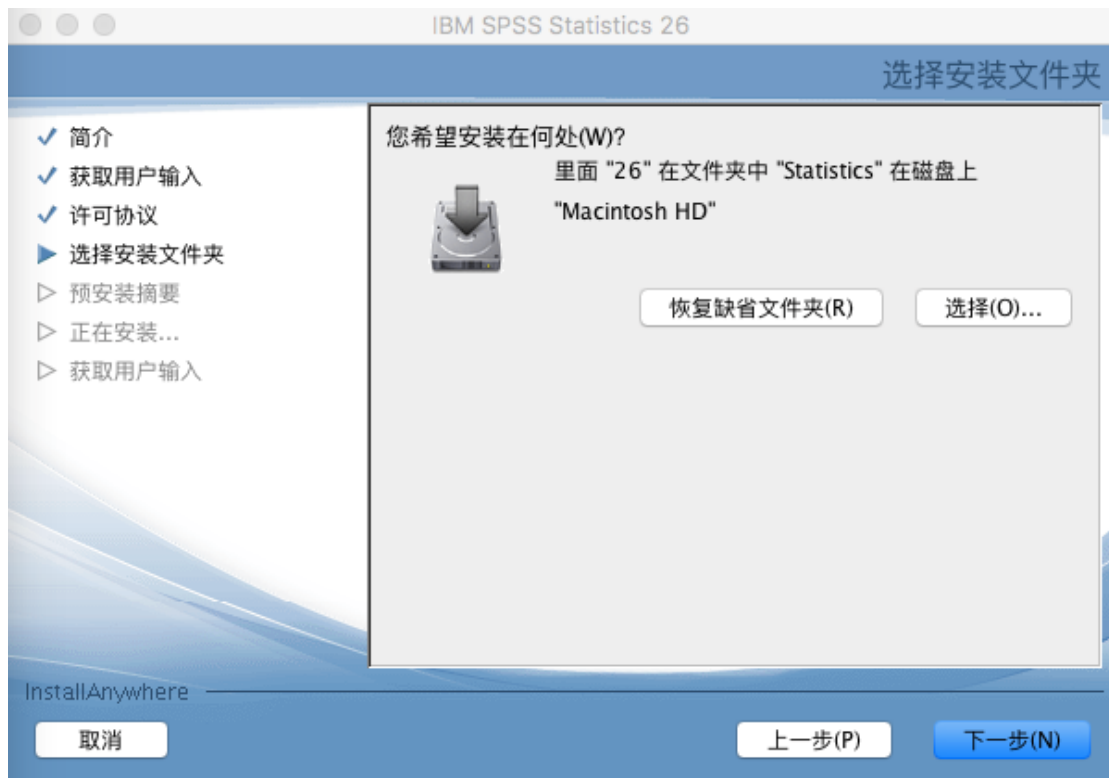 IBM SPSS Statistics 26
选择安装文件夹
简介
获取用户输入
许可协议
选择安装文件夹
预安装摘要
正在安装...
获取用户输入
您希望安装在何处(W)?
里面 "26" 在文件夹中 "Statistics" 在磁盘上
"Macintosh HD"
恢复缺省文件夹(R) 选择(O)...
InstallAnywhere
取消 上一步(P) 下一步(N)